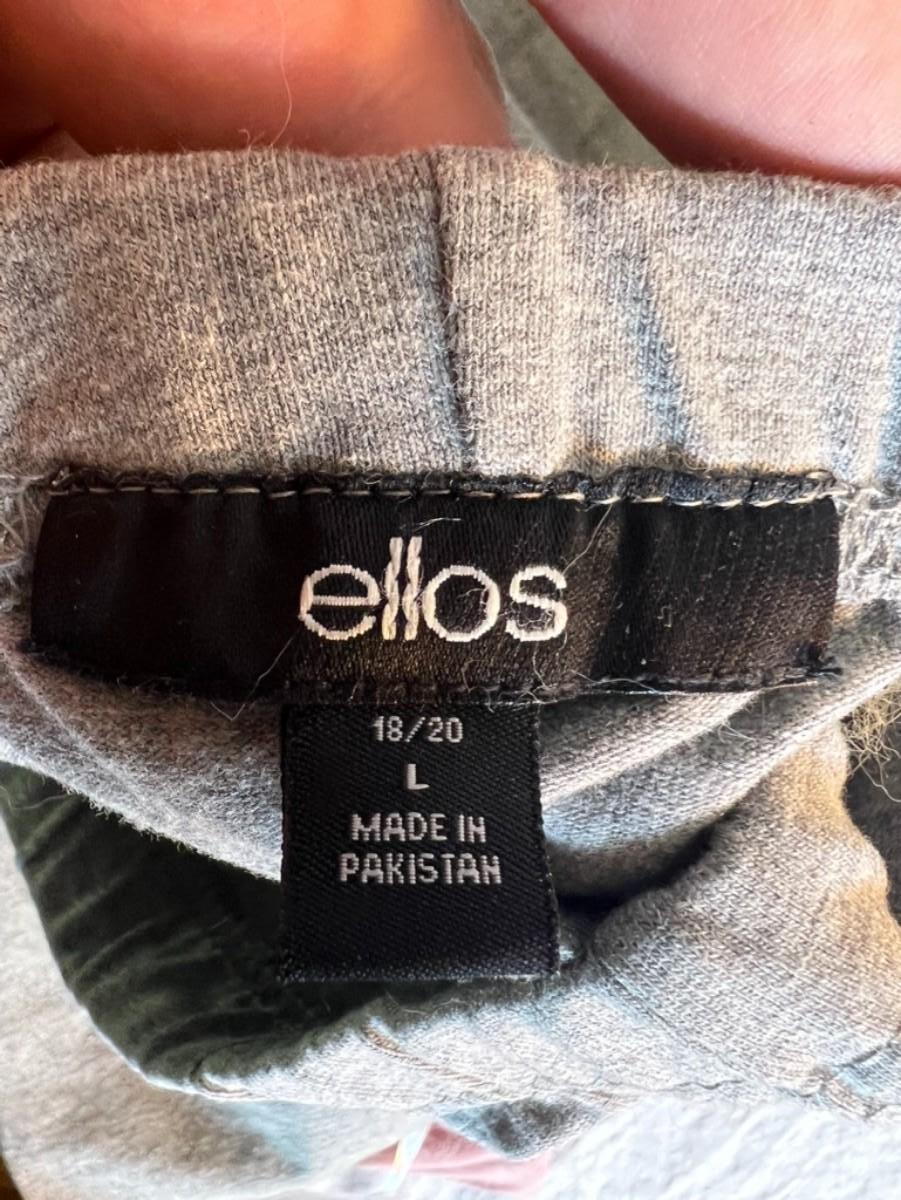 ellos
18/20
L
MADE IN
PAKISTAN